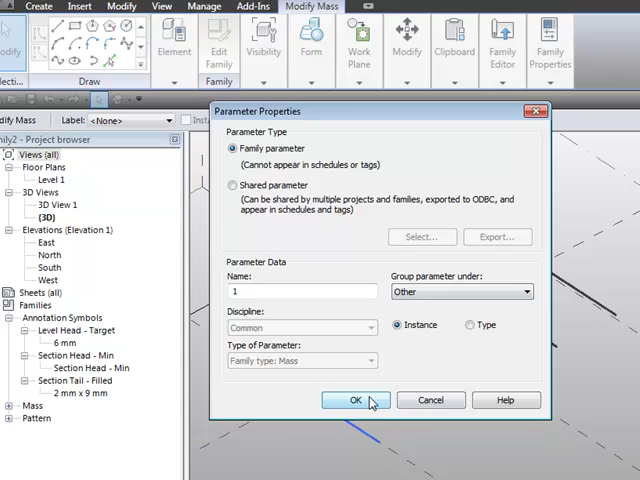 Create Insert Modify View Manage Add-Ins Modify Mass
Modify Element Edit Family Visibility Form Work Plane Modify Clipboard Family Editor Family Properties
Draw Family
Modify Mass Label: <None>
mily2 - Project browser
Views (all)
Floor Plans
Level 1
3D Views
3D View 1
(3D)
Elevations (Elevation 1)
East
North
South
West
Sheets (all)
Families
Annotation Symbols
Level Head - Target
6 mm
Section Head - Min
Section Head - Min
Section Tail - Filled
2 mm x 9 mm
Mass
Pattern
Parameter Properties
Parameter Type
Family parameter
(Cannot appear in schedules or tags)
Shared parameter
(Can be shared by multiple projects and families, exported to ODBC, and
appear in schedules and tags)
Select... Export...
Parameter Data
Name: Group parameter under:
1 Other
Discipline:
Common Instance Type
Type of Parameter:
Family type: Mass
OK Cancel Help